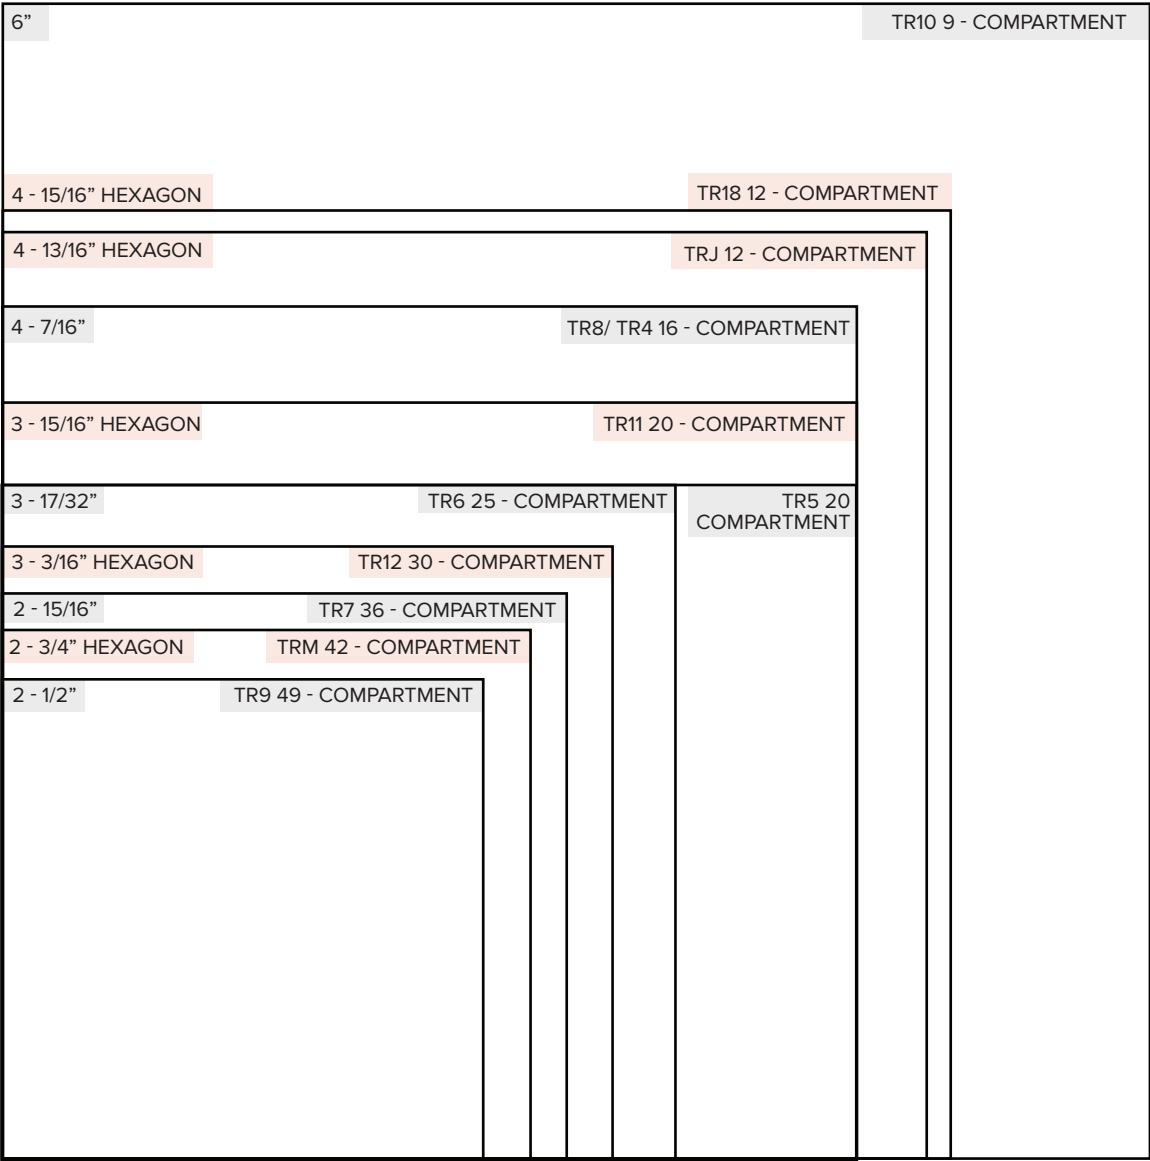 6”
TR10 9 - COMPARTMENT
4 - 15/16” HEXAGON
TR18 12 - COMPARTMENT
4 - 13/16” HEXAGON
TRJ 12 - COMPARTMENT
4 - 7/16”
TR8/ TR4 16 - COMPARTMENT
3 - 15/16” HEXAGON
TR11 20 - COMPARTMENT
3 - 17/32”
TR6 25 - COMPARTMENT
TR5 20
COMPARTMENT
3 - 3/16” HEXAGON
TR12 30 - COMPARTMENT
2 - 15/16”
TR7 36 - COMPARTMENT
2 - 3/4” HEXAGON
TRM 42 - COMPARTMENT
2 - 1/2”
TR9 49 - COMPARTMENT